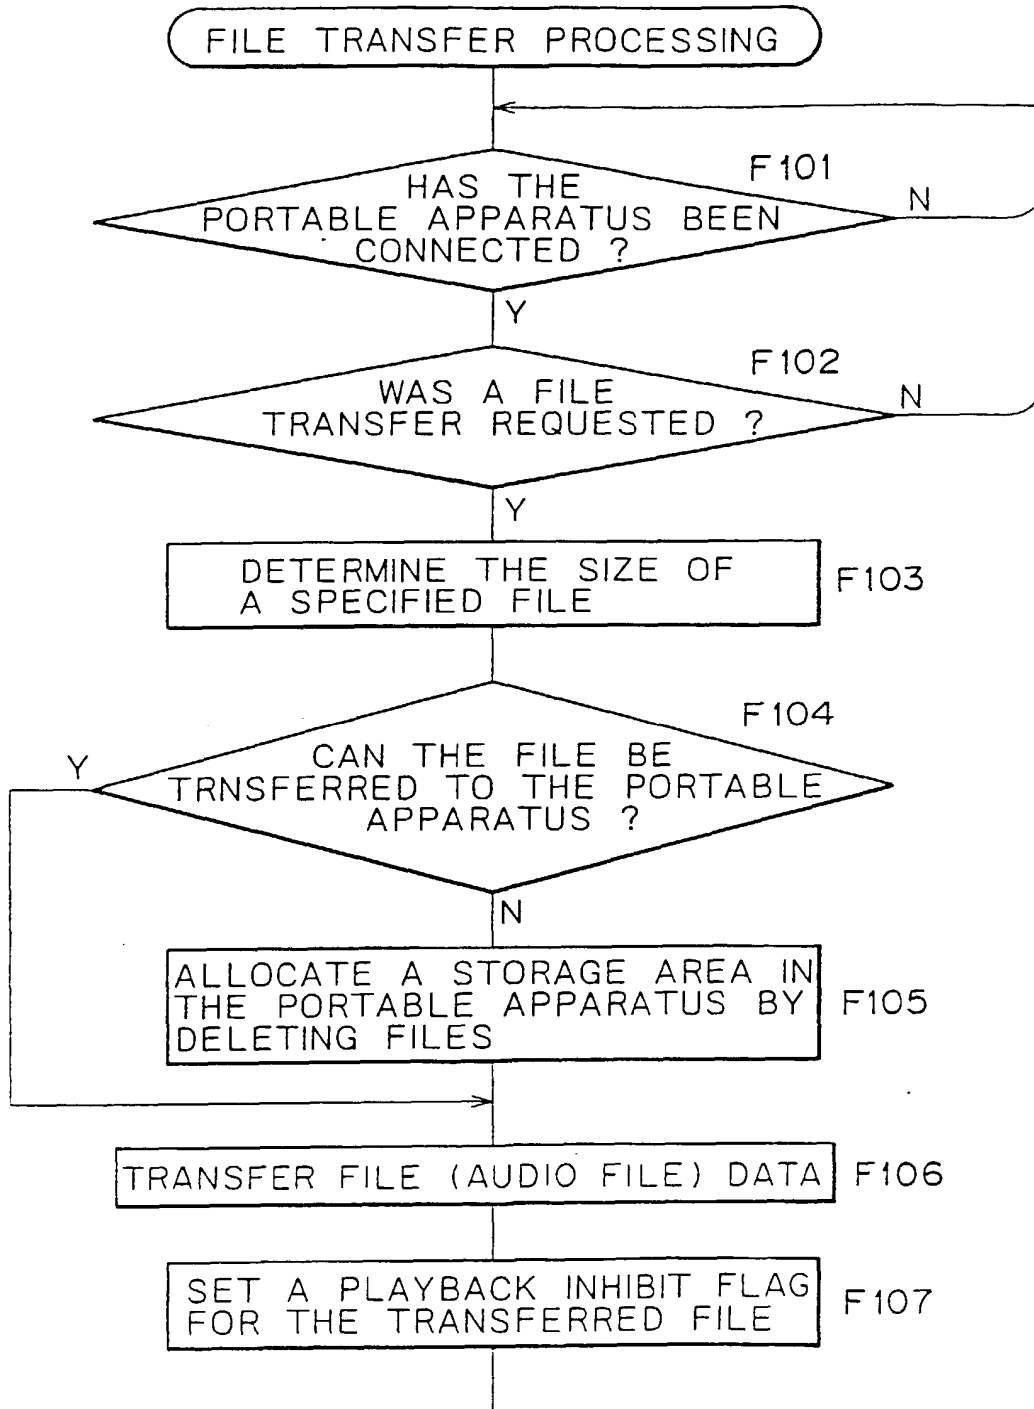 FILE TRANSFER PROCESSING
F101
HAS THE
PORTABLE APPARATUS BEEN
CONNECTED ?
N
Y
F102
WAS A FILE
TRANSFER REQUESTED ?
N
Y
DETERMINE THE SIZE OF
A SPECIFIED FILE
F103
F104
Y
CAN THE FILE BE
TRNSFERRED TO THE PORTABLE
APPARATUS ?
N
ALLOCATE A STORAGE AREA IN
THE PORTABLE APPARATUS BY
DELETING FILES
F105
TRANSFER FILE (AUDIO FILE) DATA
F106
SET A PLAYBACK INHIBIT FLAG
FOR THE TRANSFERRED FILE
F107